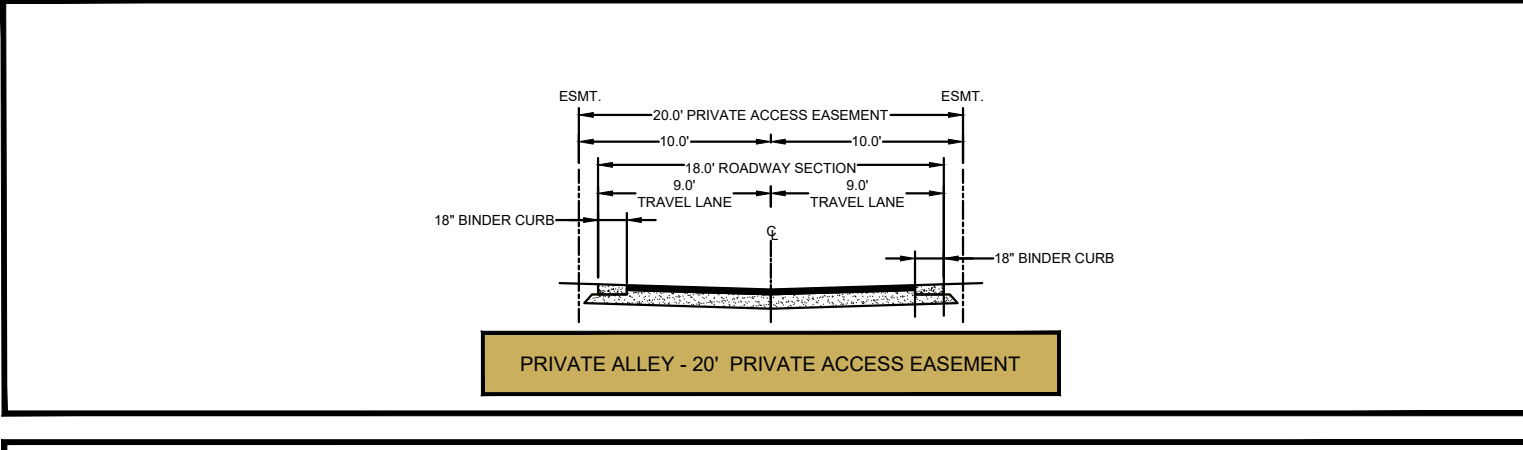 ESMT. ESMT.
20.0' PRIVATE ACCESS EASEMENT
10.0' 10.0'
18.0' ROADWAY SECTION
9.0' 9.0'
TRAVEL LANE TRAVEL LANE
18" BINDER CURB
℄
18" BINDER CURB
PRIVATE ALLEY - 20' PRIVATE ACCESS EASEMENT